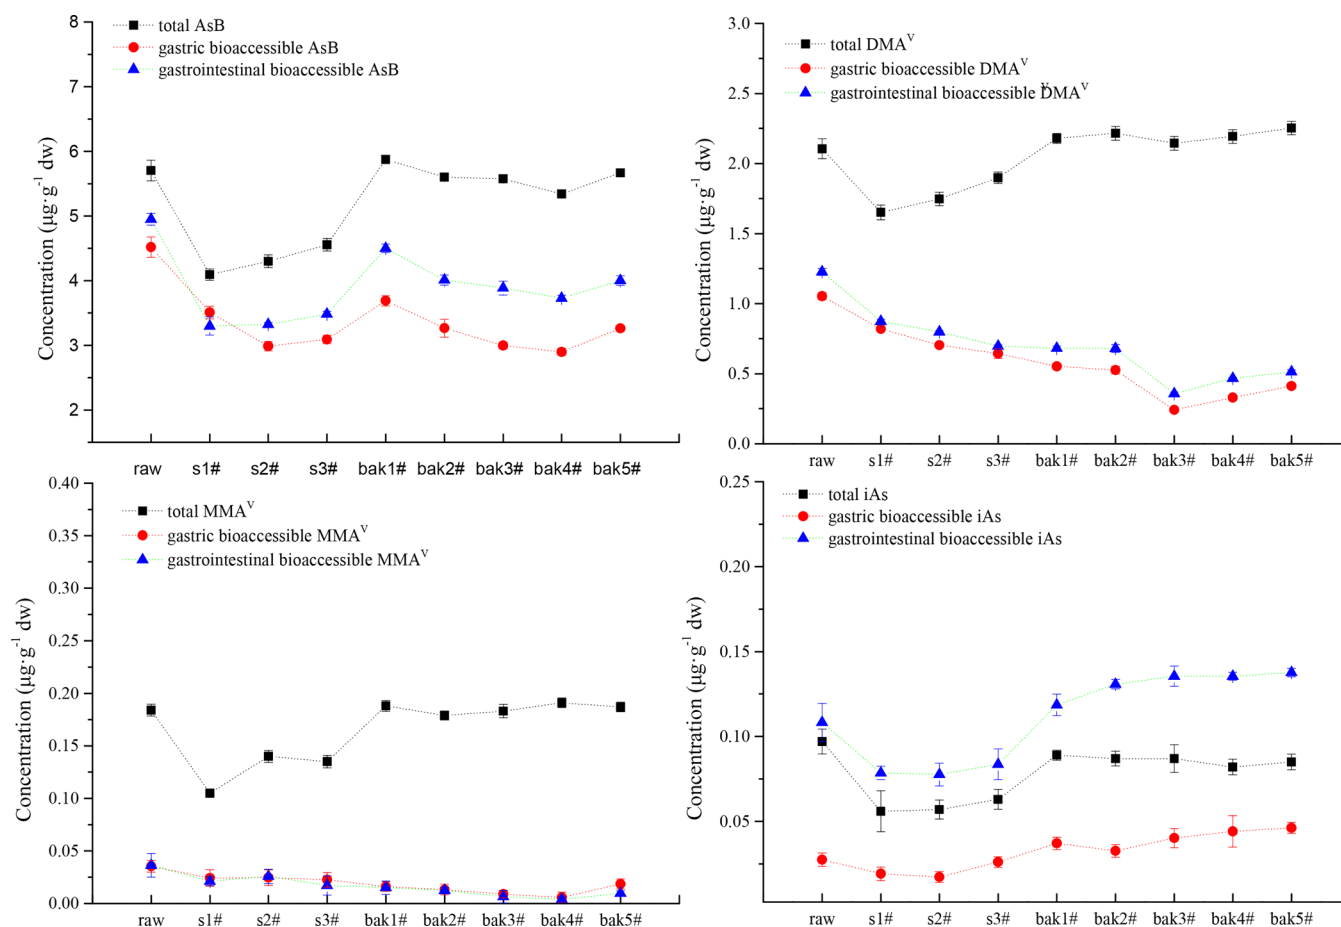 8
7
6
5
4
3
2
Concentration (μg·g⁻¹ dw)
total AsB
gastric bioaccessible AsB
gastrointestinal bioaccessible AsB
raw s1# s2# s3# bak1# bak2# bak3# bak4# bak5#
3.0
2.5
2.0
1.5
1.0
0.5
0.0
Concentration (μg·g⁻¹ dw)
total DMAⱽ
gastric bioaccessible DMAⱽ
gastrointestinal bioaccessible DMAⱽ
V
raw s1# s2# s3# bak1# bak2# bak3# bak4# bak5#
0.40
0.35
0.30
0.25
0.20
0.15
0.10
0.05
0.00
Concentration (μg·g⁻¹ dw)
total MMAⱽ
gastric bioaccessible MMAⱽ
gastrointestinal bioaccessible MMAⱽ
raw s1# s2# s3# bak1# bak2# bak3# bak4# bak5#
0.25
0.20
0.15
0.10
0.05
Concentration (μg·g⁻¹ dw)
total iAs
gastric bioaccessible iAs
gastrointestinal bioaccessible iAs
raw s1# s2# s3# bak1# bak2# bak3# bak4# bak5#